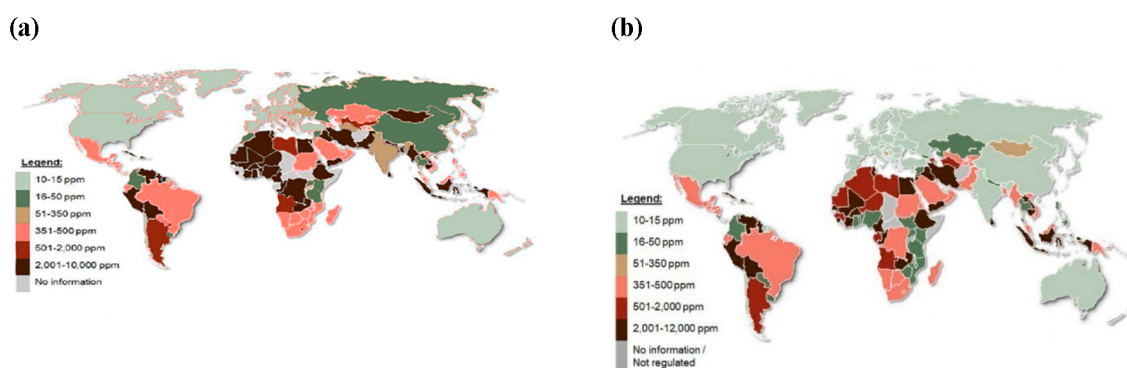 (a)
(b)
Legend:
10-15 ppm
16-50 ppm
51-350 ppm
351-500 ppm
501-2,000 ppm
2,001-10,000 ppm
No information
Legend:
10-15 ppm
16-50 ppm
51-350 ppm
351-500 ppm
501-2,000 ppm
2,001-12,000 ppm
No information /
Not regulated